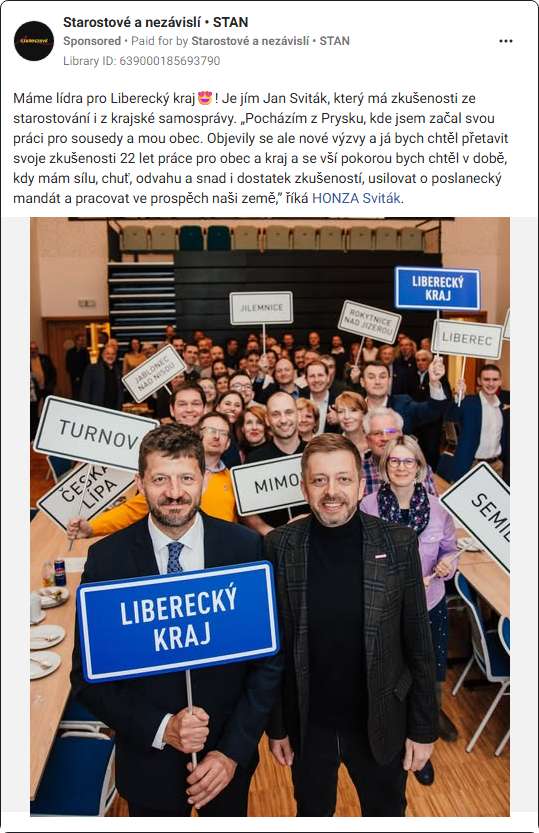 Starostové a nezávislí • STAN
Sponsored • Paid for by Starostové a nezávislí • STAN
Library ID: 639000185693790
Máme lídra pro Liberecký kraj😍! Je jím Jan Sviták, který má zkušenosti ze
starostování i z krajské samosprávy. „Pocházím z Prysku, kde jsem začal svou
práci pro sousedy a mou obec. Objevily se ale nové výzvy a já bych chtěl přetavit
svoje zkušenosti 22 let práce pro obec a kraj a se vší pokorou bych chtěl v době,
kdy mám sílu, chuť, odvahu a snad i dostatek zkušeností, usilovat o poslanecký
mandát a pracovat ve prospěch naši země,“ říká HONZA Sviták.
LIBERECKÝ
KRAJ
JILEMNICE
ROKYTNICE
NAD JIZEROU
LIBEREC
JABLONEC
NAD NISOU
TURNOV
ČESKÁ
LÍPA
MIMO
SEMIL
LIBERECKÝ
KRAJ